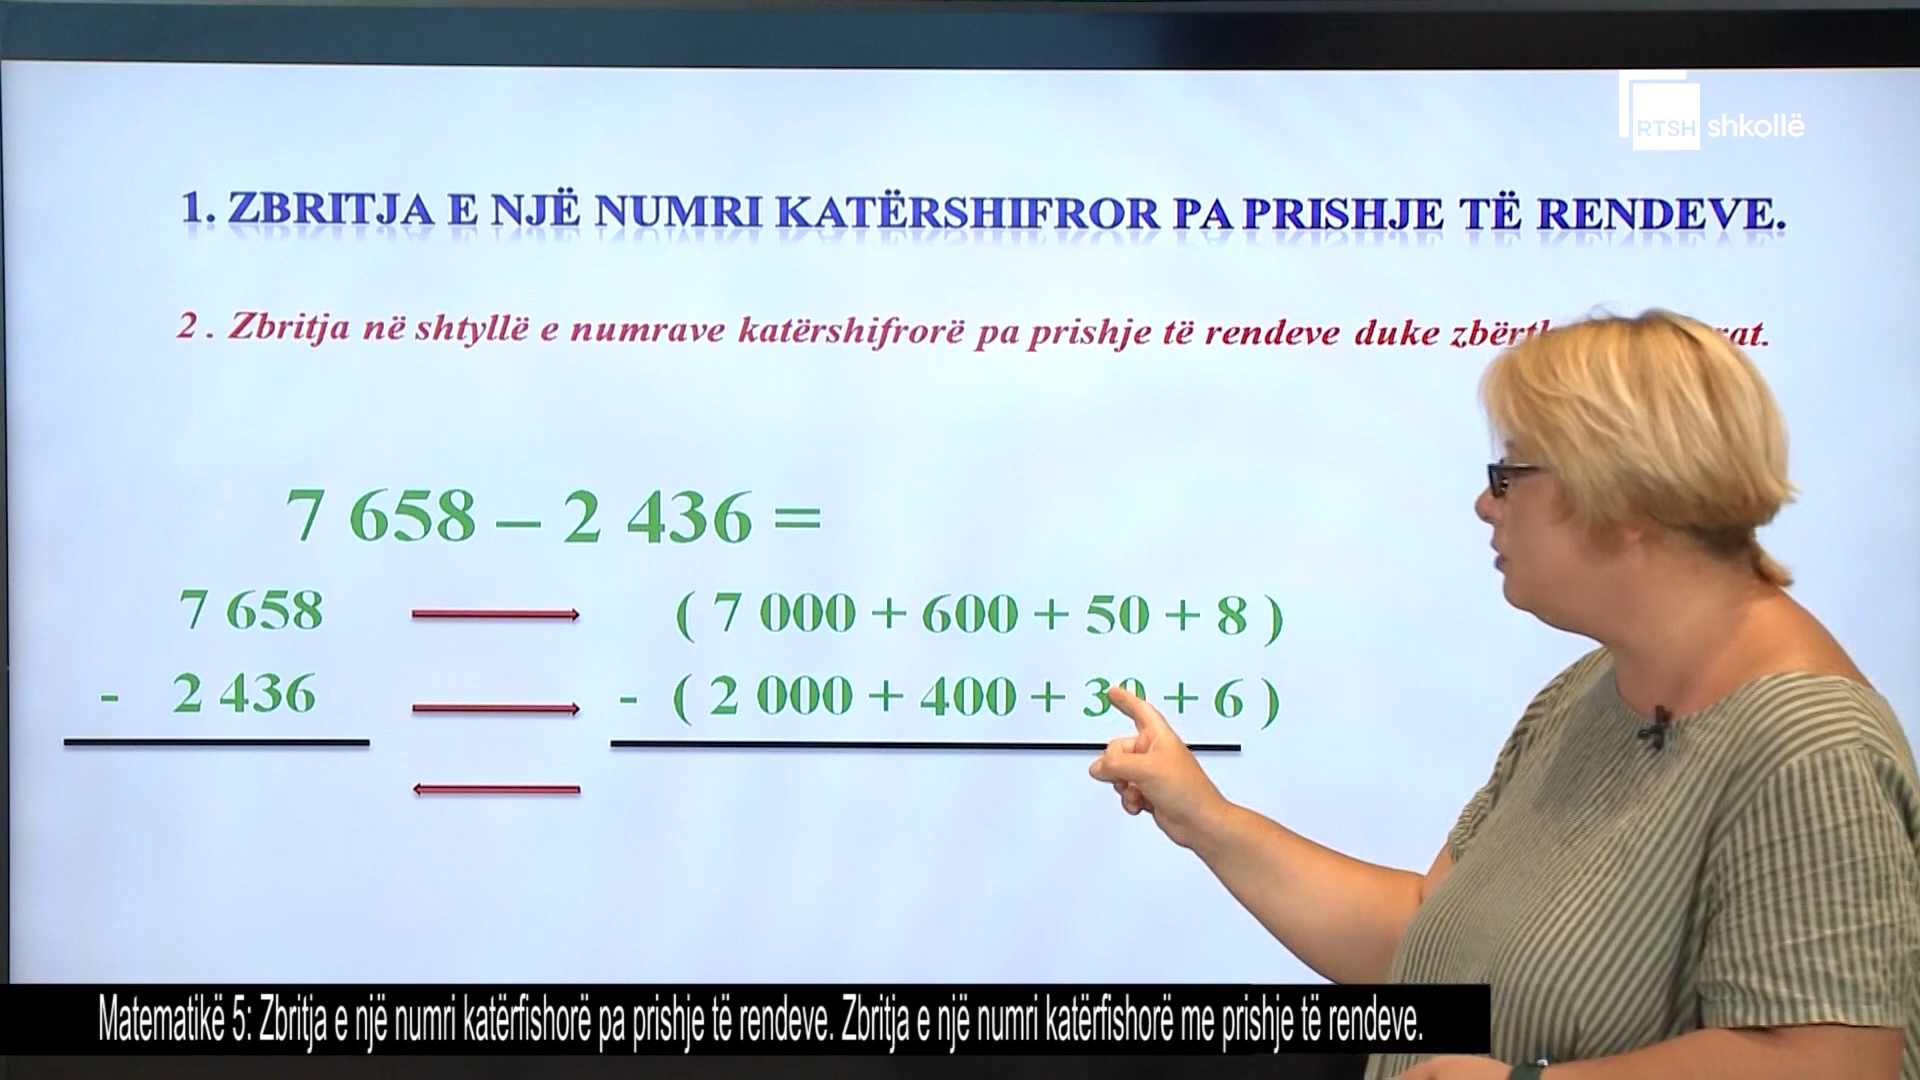 RTSH shkollë
1. ZBRITJA E NJË NUMRI KATËRSHIFROR PA PRISHJE TË RENDEVE.
2 . Zbritja në shtyllë e numrave katërshifrorë pa prishje të rendeve duke
7 658 – 2 436 =
7 658 ( 7 000 + 600 + 50 + 8 )
- 2 436 - ( 2 000 + 400 + 30 + 6 )
Matematikë 5: Zbritja e një numri katërfishorë pa prishje të rendeve. Zbritja e një numri katërfishorë me prishje të rendeve.